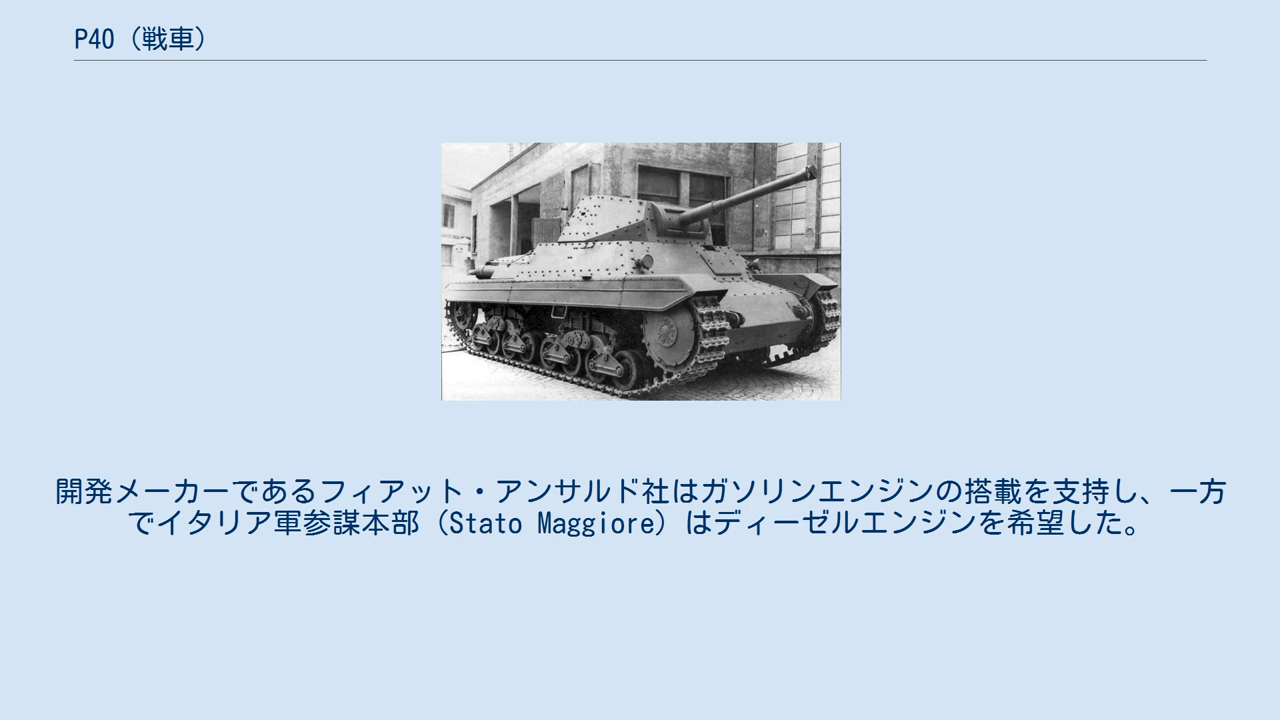 P40（戦車）
開発メーカーであるフィアット・アンサルド社はガソリンエンジンの搭載を支持し、一方
でイタリア軍参謀本部（Stato Maggiore）はディーゼルエンジンを希望した。